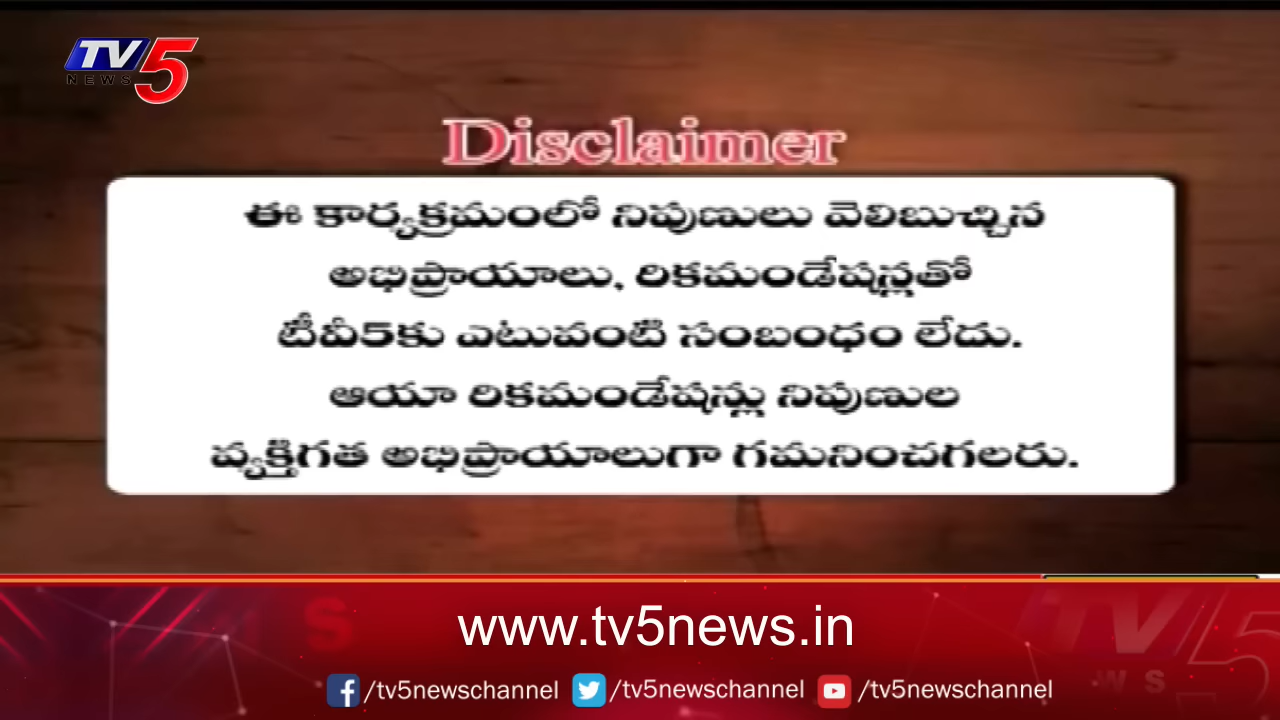 TV5
NEWS
Disclaimer
ఈ కార్యక్రమంలో నిపుణులు వెలిబుచ్చిన
అభిప్రాయాలు, రికమండేషన్లతో
టీవీ5కు ఎటువంటి సంబంధం లేదు.
ఆయా రికమండేషన్లు నిపుణుల
వ్యక్తిగత అభిప్రాయాలుగా గమనించగలరు.
www.tv5news.in
/tv5newschannel /tv5newschannel /tv5newschannel